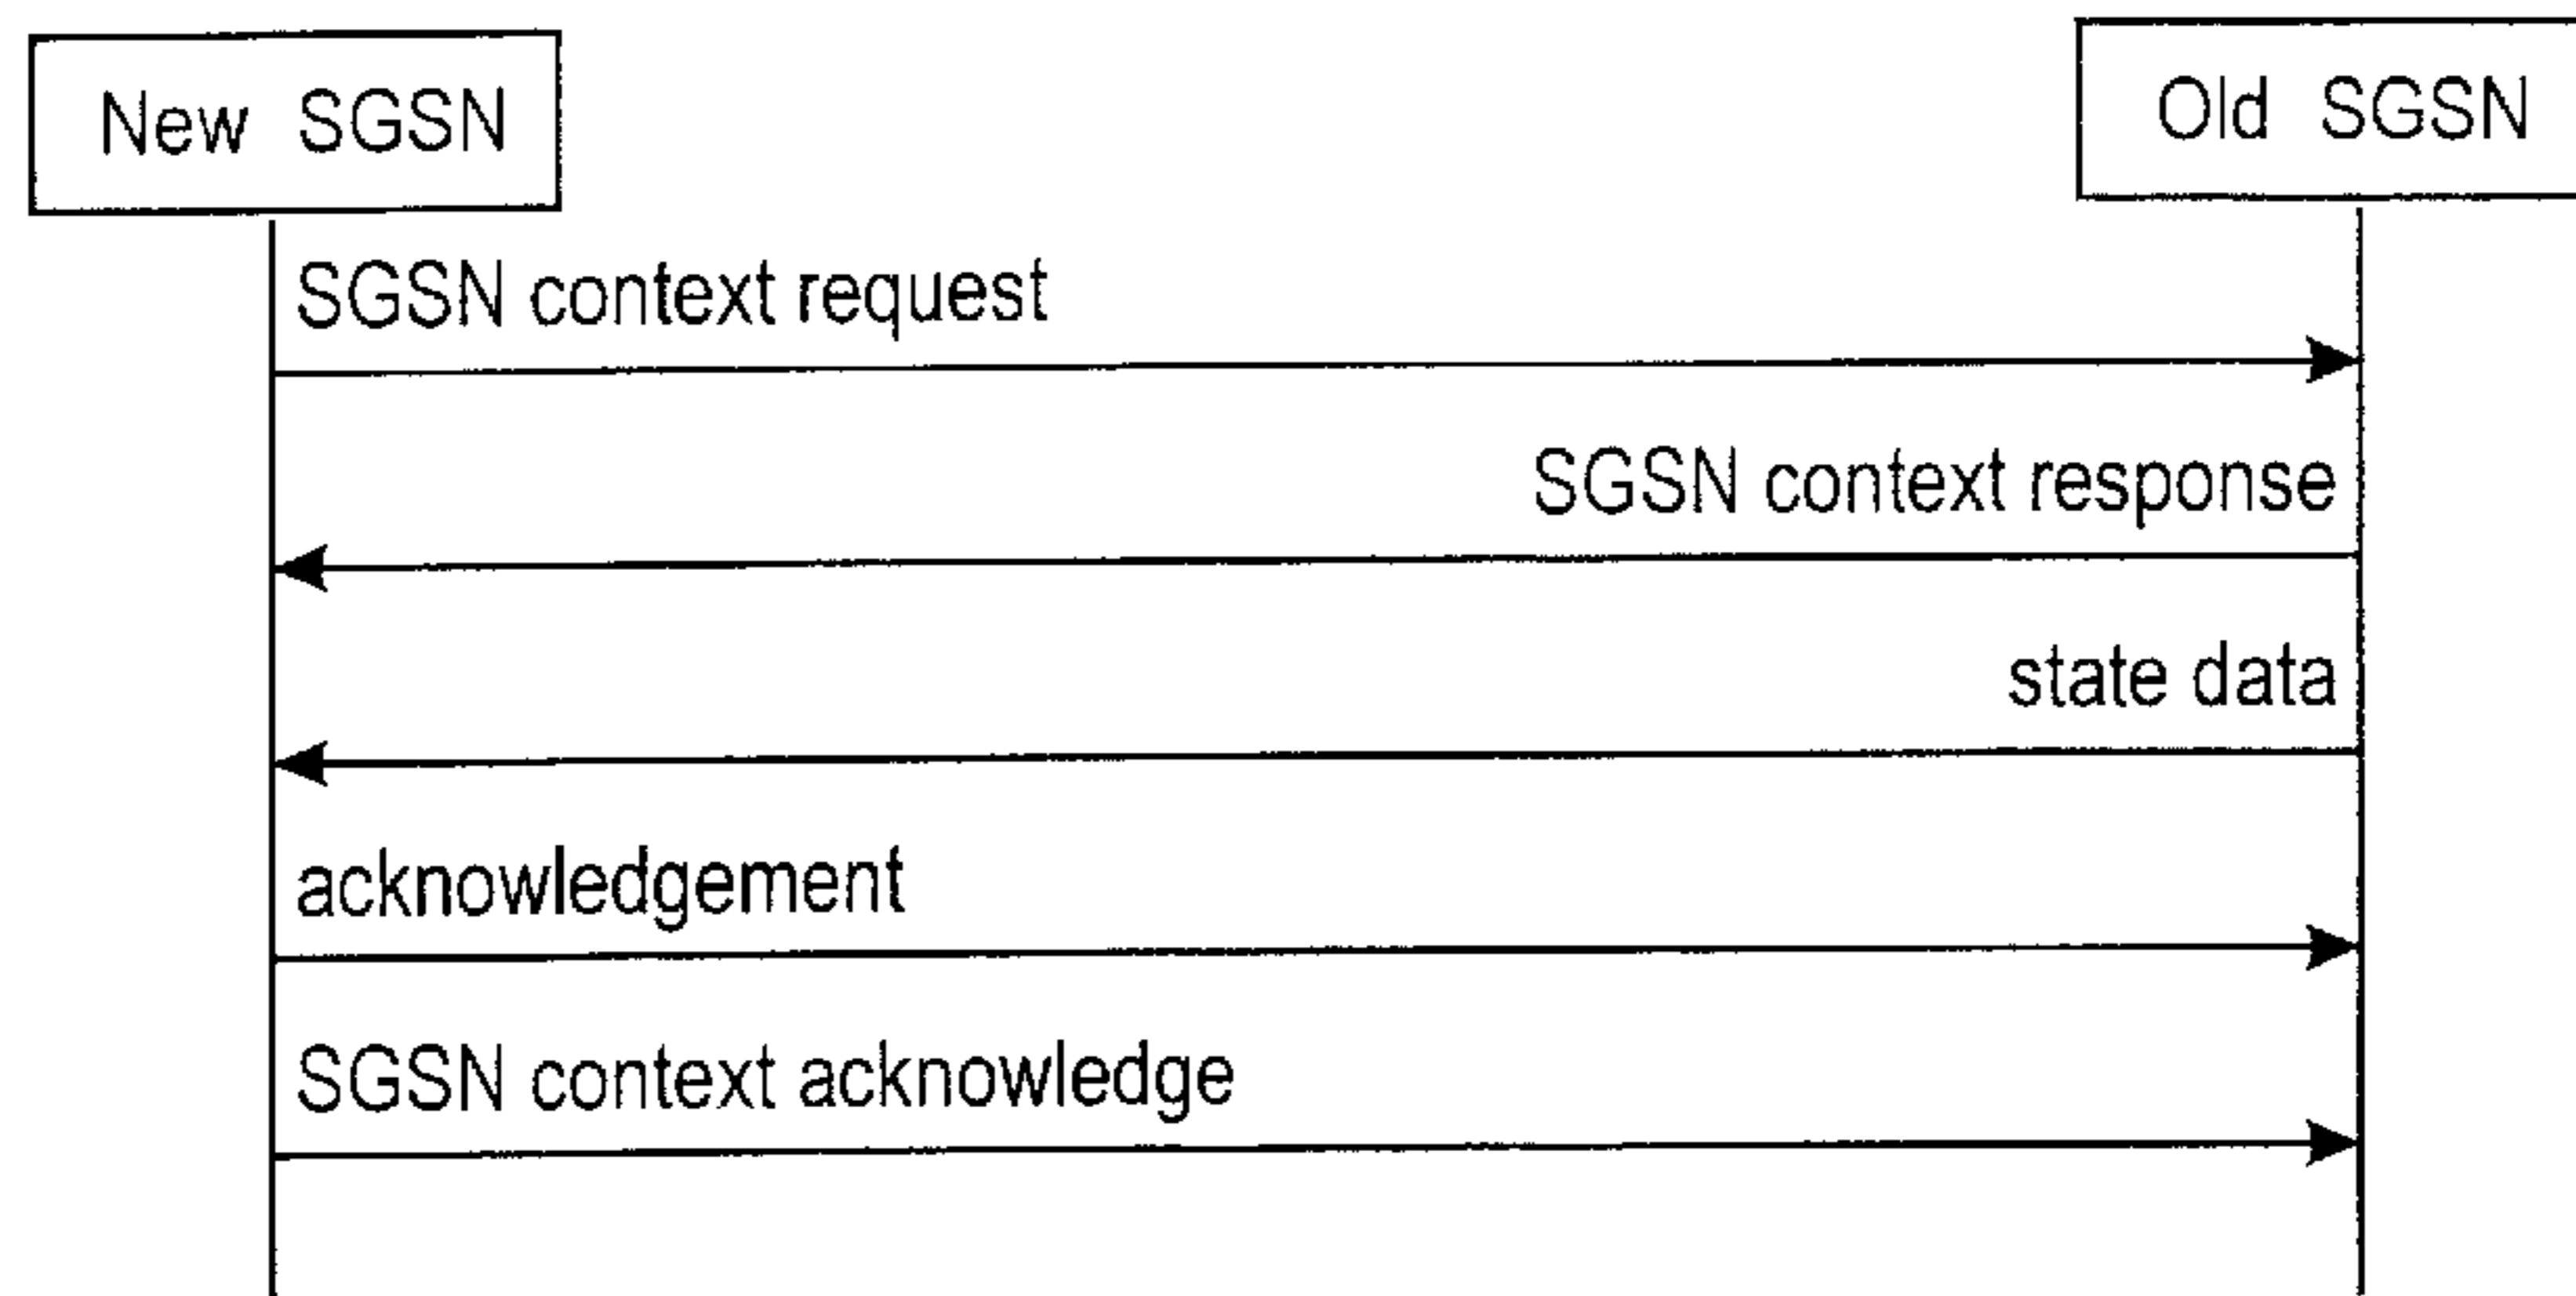 New SGSN
Old SGSN
SGSN context request
SGSN context response
state data
acknowledgement
SGSN context acknowledge